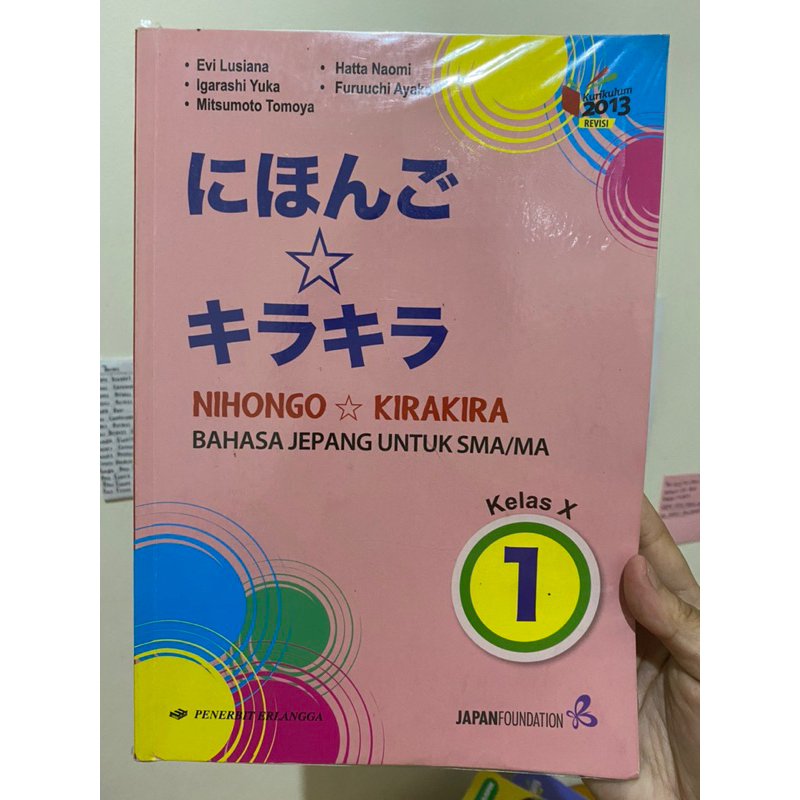 • Evi Lusiana
• Igarashi Yuka
• Mitsumoto Tomoya
• Hatta Naomi
• Furuuchi Ayako
Kurikulum
2013
REVISI
にほんご
☆
キラキラ
NIHONGO ☆ KIRAKIRA
BAHASA JEPANG UNTUK SMA/MA
Kelas X
1
PENERBIT ERLANGGA
JAPANFOUNDATION